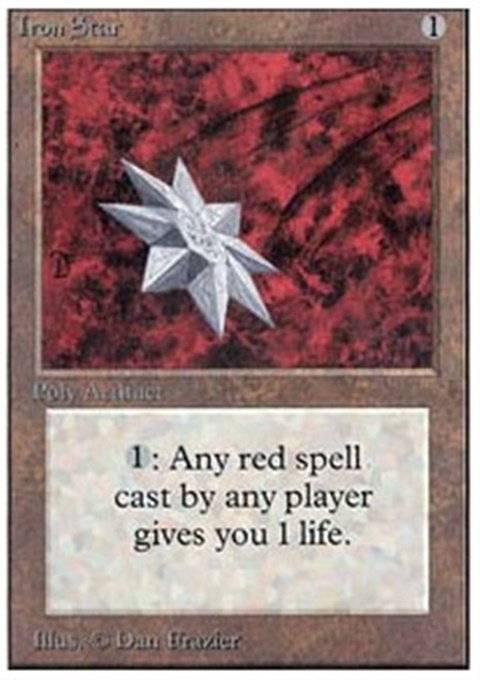 Iron Star 1
Poly Artifact
1: Any red spell
cast by any player
gives you 1 life.
Illus. © Dan Frazier